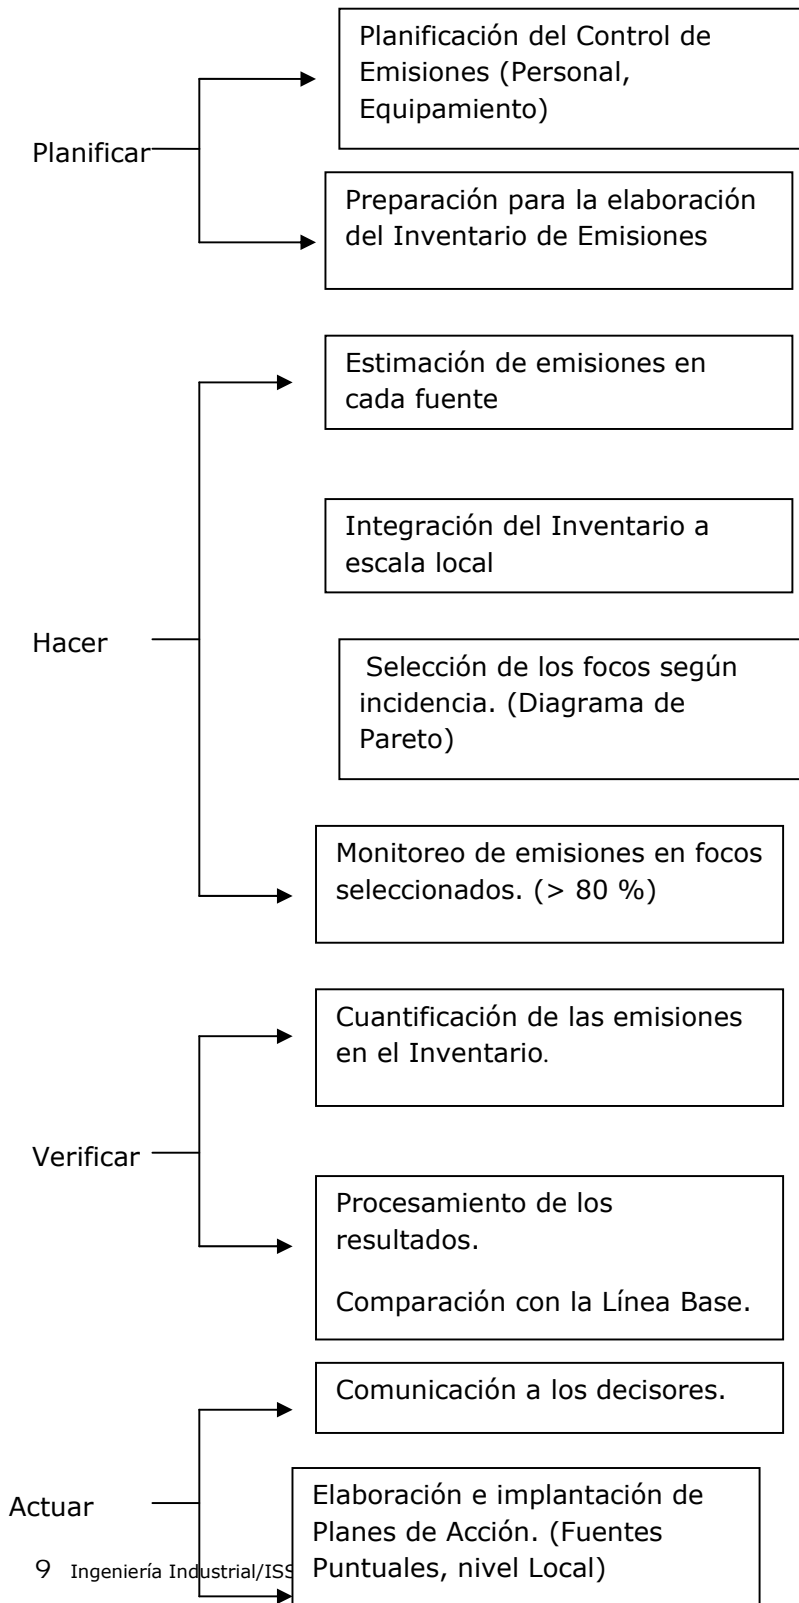 Planificación del Control de
Emisiones (Personal,
Equipamiento)
Planificar
Preparación para la elaboración
del Inventario de Emisiones
Estimación de emisiones en
cada fuente
Integración del Inventario a
escala local
Hacer
Selección de los focos según
incidencia. (Diagrama de
Pareto)
Monitoreo de emisiones en focos
seleccionados. (> 80 %)
Cuantificación de las emisiones
en el Inventario.
Verificar
Procesamiento de los
resultados.
Comparación con la Línea Base.
Comunicación a los decisores.
Actuar
Elaboración e implantación de
Planes de Acción. (Fuentes
Puntuales, nivel Local)
9 Ingeniería Industrial/ISS